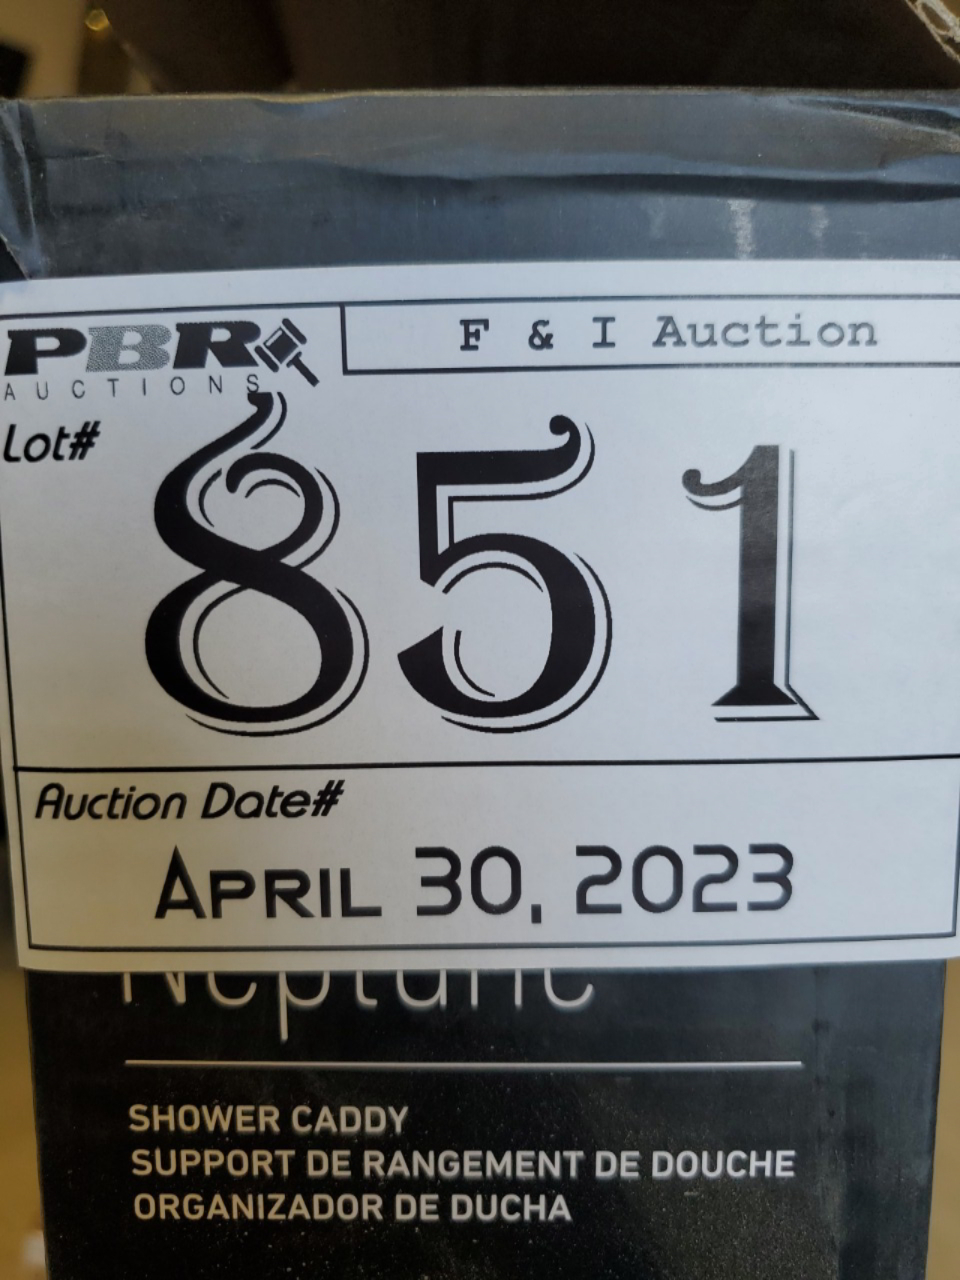 PBR
AUCTIONS
F & I Auction
Lot#
851
Auction Date#
APRIL 30, 2023
Neptune
SHOWER CADDY
SUPPORT DE RANGEMENT DE DOUCHE
ORGANIZADOR DE DUCHA